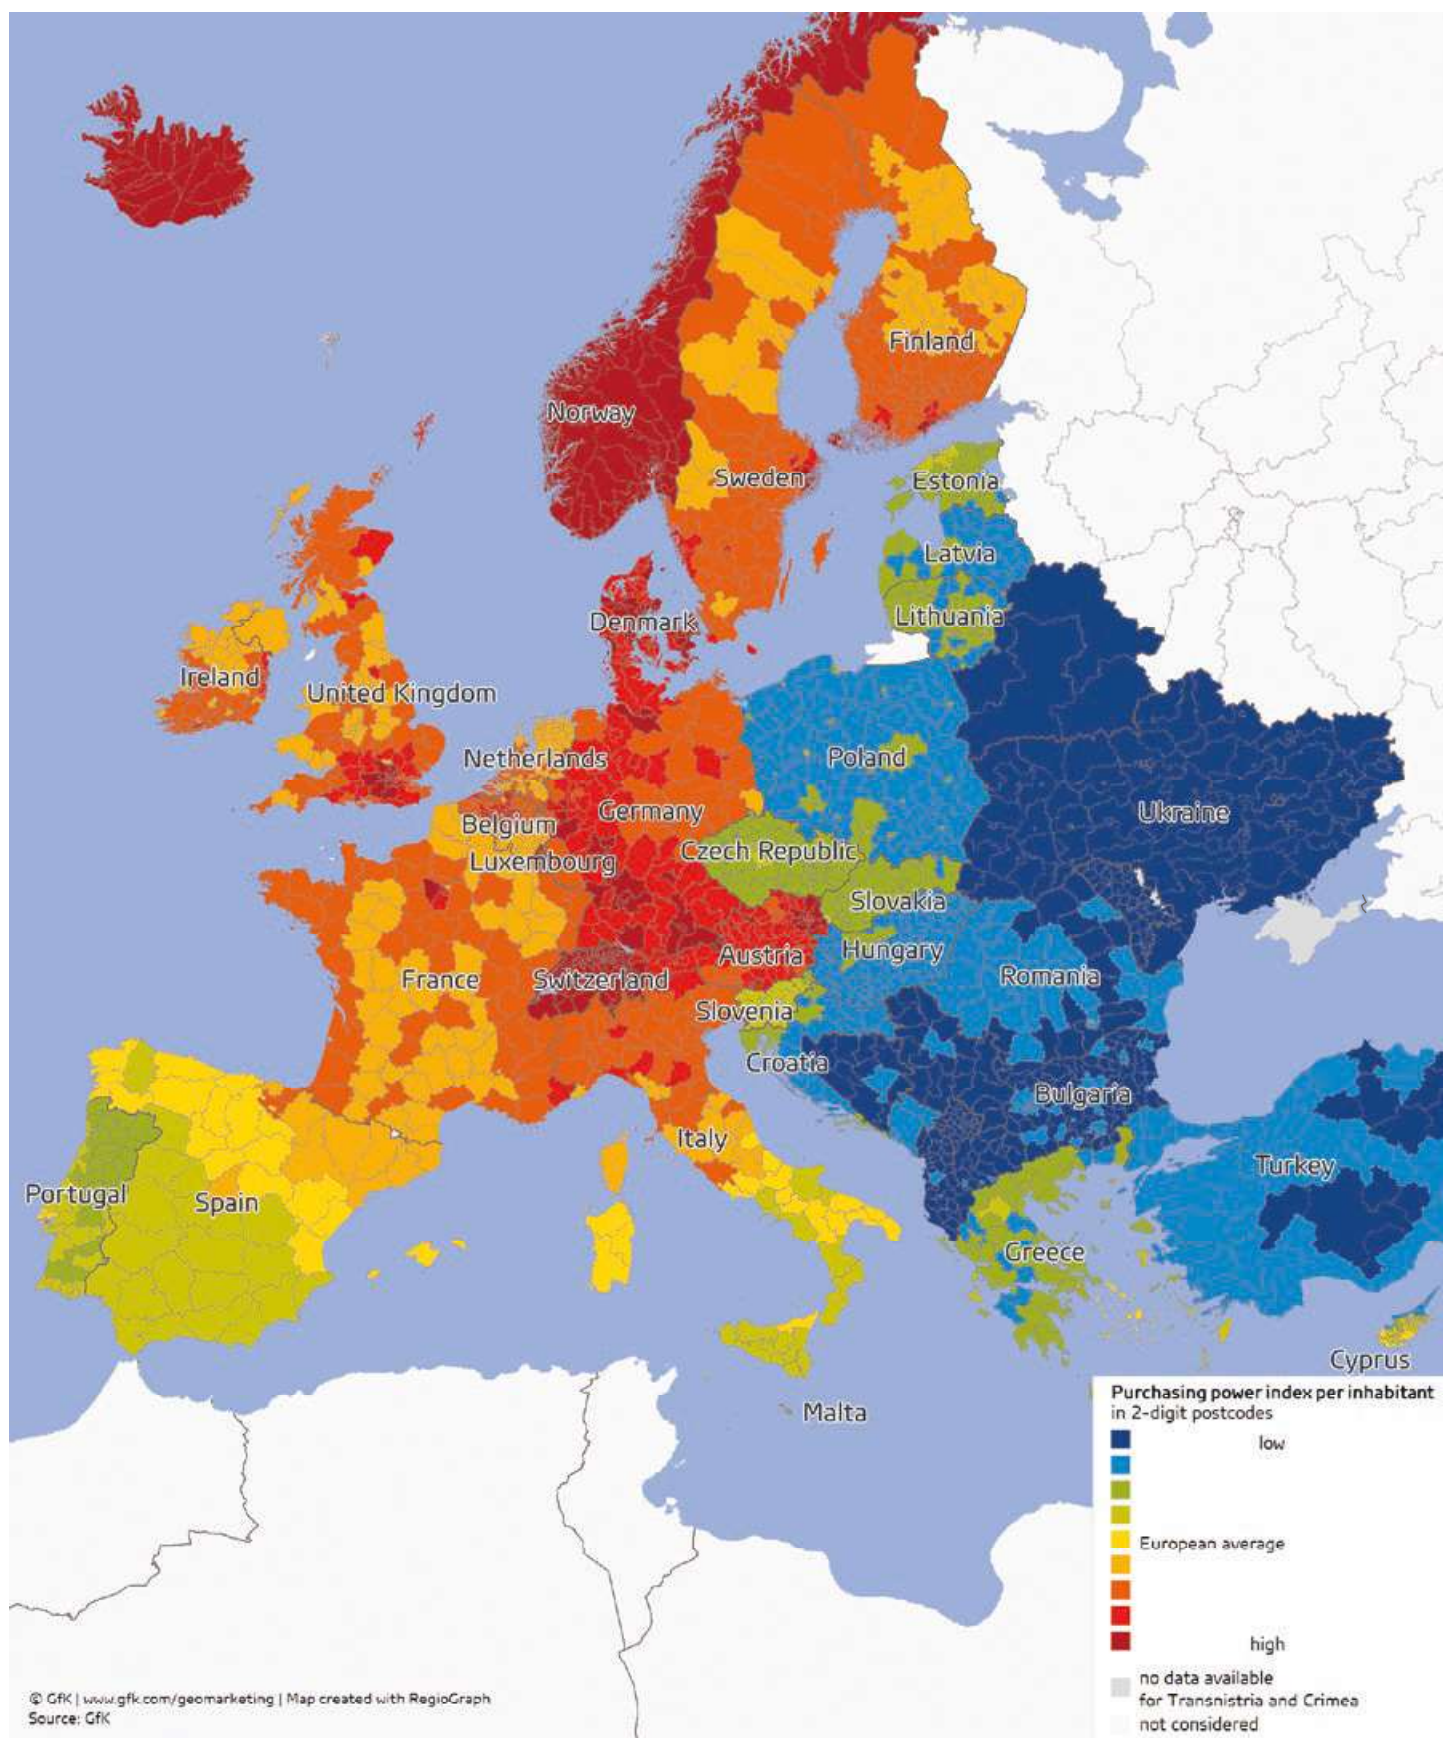 Norway
Finland
Sweden
Estonia
Latvia
Denmark
Lithuania
Ireland
United Kingdom
Netherlands
Poland
Germany
Ukraine
Belgium
Czech Republic
Luxembourg
Slovakia
Hungary
Austria
France
Switzerland
Romania
Slovenia
Croatia
Bulgaria
Italy
Turkey
Portugal
Spain
Greece
Cyprus
Malta
Purchasing power index per inhabitant
in 2-digit postcodes
low
European average
high
no data available
for Transnistria and Crimea
not considered
© GfK | www.gfk.com/geomarketing | Map created with RegioGraph
Source: GfK